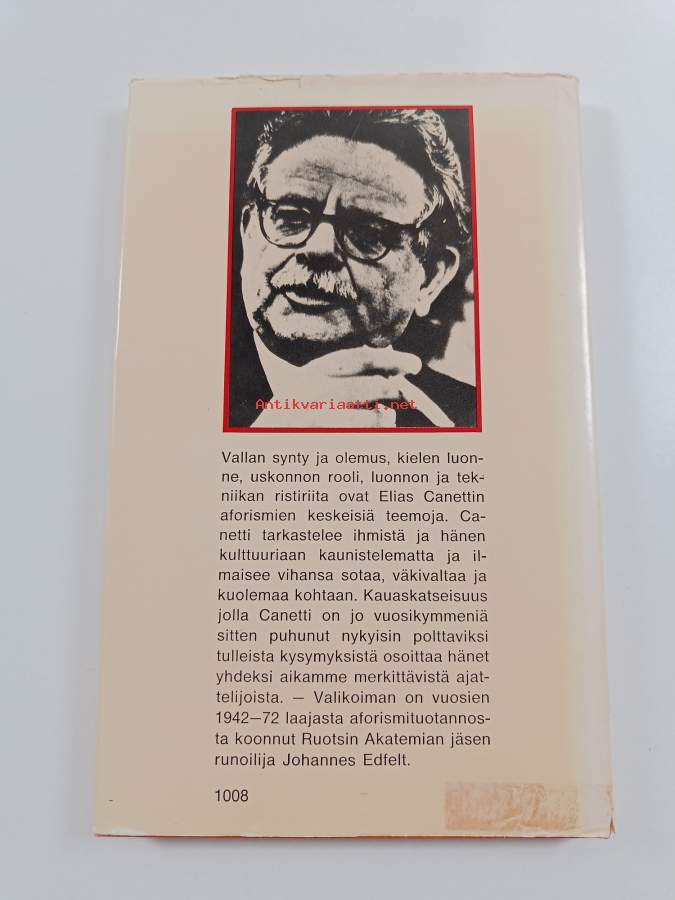 Antikvariaatti.net
Vallan synty ja olemus, kielen luon-
ne, uskonnon rooli, luonnon ja tek-
niikan ristiriita ovat Elias Canettin
aforismien keskeisiä teemoja. Ca-
netti tarkastelee ihmistä ja hänen
kulttuuriaan kaunistelematta ja il-
maisee vihansa sotaa, väkivaltaa ja
kuolemaa kohtaan. Kauaskatseisuus
jolla Canetti on jo vuosikymmeniä
sitten puhunut nykyisin polttaviksi
tulleista kysymyksistä osoittaa hänet
yhdeksi aikamme merkittävistä ajat-
telijoista. — Valikoiman on vuosien
1942—72 laajasta aforismituotannos-
ta koonnut Ruotsin Akatemian jäsen
runoilija Johannes Edfelt.
1008